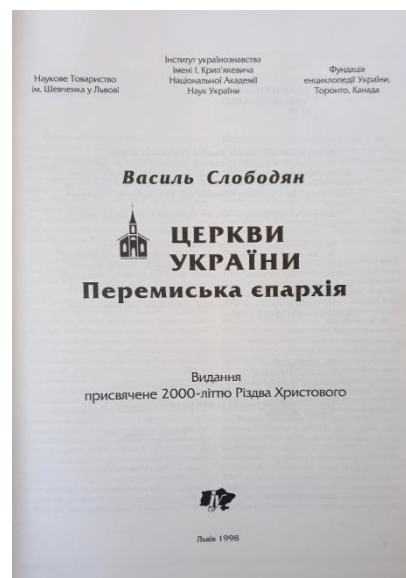 Наукове Товариство
ім. Шевченка у Львові
Інститут українознавства
імені І. Крип'якевича
Національної Академії
Наук України
Фундація
енциклопедії України,
Торонто, Канада
Василь Слободян
ЦЕРКВИ
УКРАЇНИ
Перемиська єпархія
Видання
присвячене 2000-літтю Різдва Христового
Львів 1998